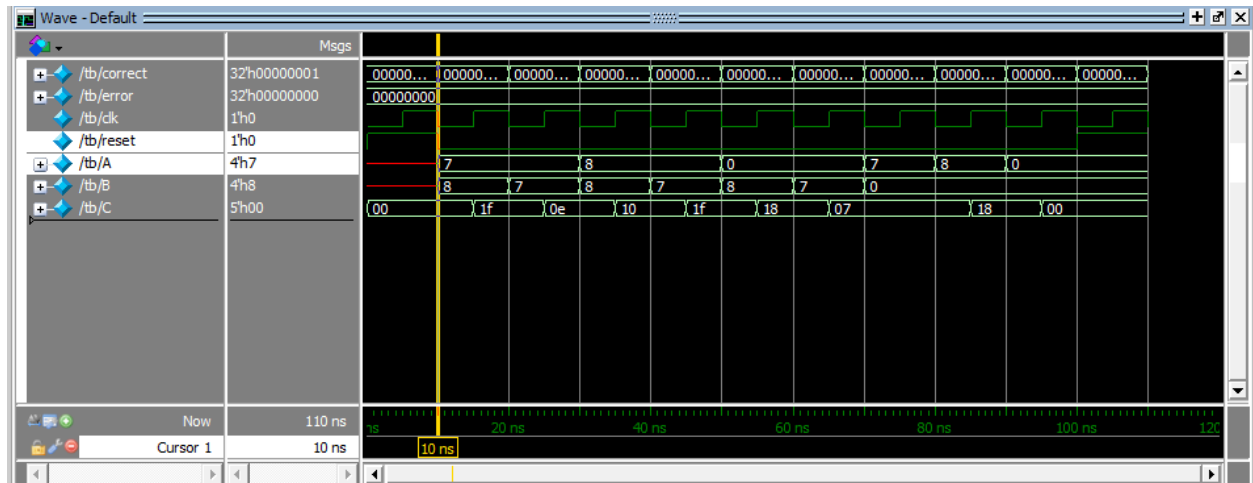 Wave - Default
Msgs
/tb/correct 32'h00000001 00000... 00000... 00000... 00000... 00000... 00000... 00000... 00000... 00000... 00000... 00000...
/tb/error 32'h00000000 00000000
/tb/clk 1'h0
/tb/reset 1'h0
/tb/A 4'h7 7 8 0 7 8 0
/tb/B 4'h8 8 7 8 7 8 7 0
/tb/C 5'h00 00 1f 0e 10 1f 18 07 18 00
Now 110 ns ns 20 ns 40 ns 60 ns 80 ns 100 ns 120
Cursor 1 10 ns 10 ns